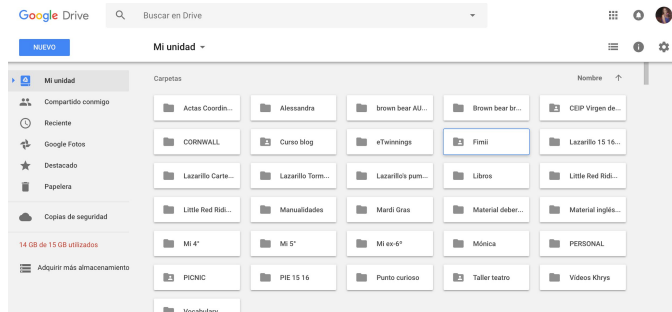 Google Drive
Buscar en Drive
NUEVO
Mi unidad
Mi unidad
Compartido conmigo
Reciente
Google Fotos
Destacado
Papelera
Copias de seguridad
14 GB de 15 GB utilizados
Adquirir más almacenamiento
Carpetas
Nombre
Actas Coordin...
Alessandra
brown bear AU...
Brown bear br...
CEIP Virgen de...
CORNWALL
Curso blog
eTwinnings
Fimii
Lazarillo 15 16...
Lazarillo Carte...
Lazarillo Torm...
Lazarillo's pum...
Libros
Little Red Ridi...
Little Red Ridi...
Manualidades
Mardi Gras
Material deber...
Material inglés...
Mi 4º
Mi 5º
Mi ex-6º
Mónica
PERSONAL
PICNIC
PIE 15 16
Punto curioso
Taller teatro
Vídeos Khrys
Vocabulary